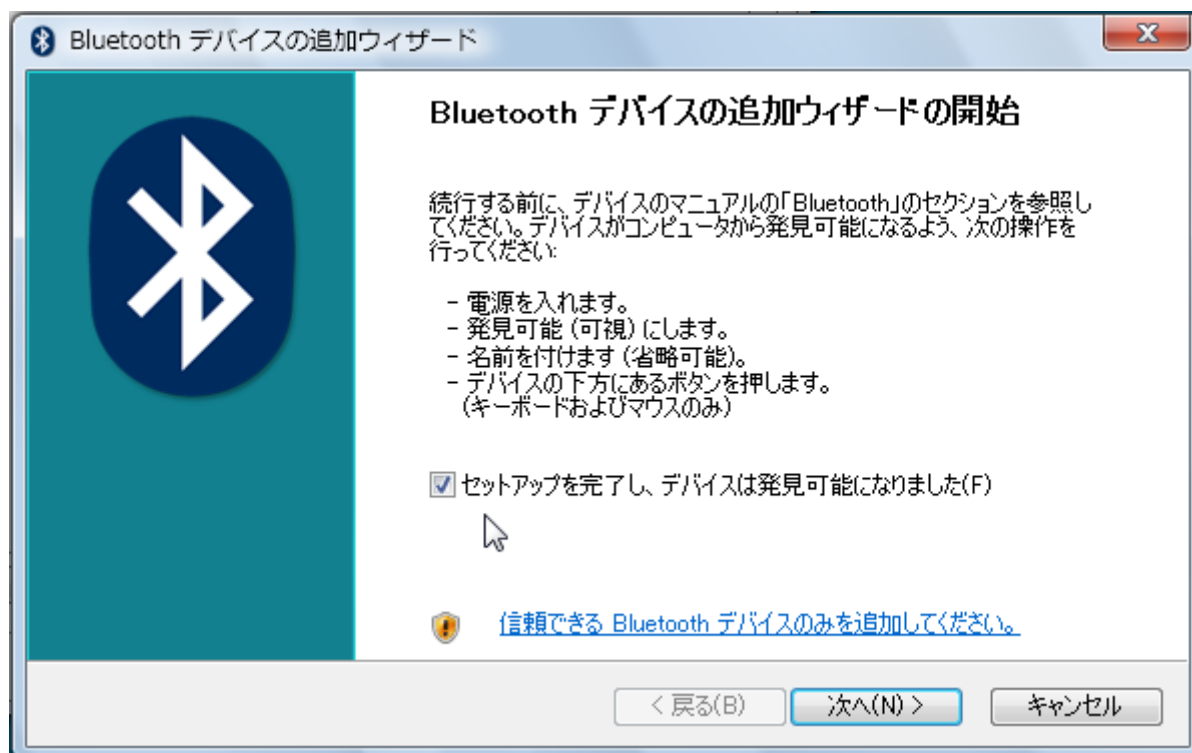 Bluetooth デバイスの追加ウィザード
Bluetooth デバイスの追加ウィザードの開始
続行する前に、デバイスのマニュアルの「Bluetooth」のセクションを参照し
てください。デバイスがコンピュータから発見可能になるよう、次の操作を
行ってください:
- 電源を入れます。
- 発見可能 (可視) にします。
- 名前を付けます (省略可能)。
- デバイスの下方にあるボタンを押します。
(キーボードおよびマウスのみ)
セットアップを完了し、デバイスは発見可能になりました(F)
信頼できる Bluetooth デバイスのみを追加してください。
< 戻る(B) 次へ(N) > キャンセル